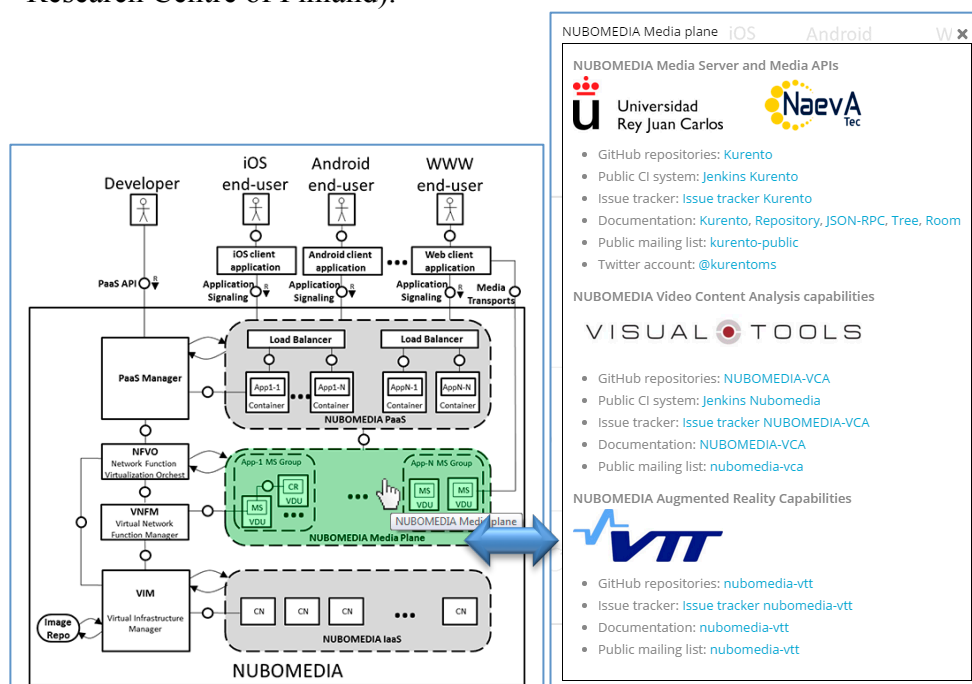 Research Centre of Finland).
NUBOMEDIA Media plane iOS Android W ×
NUBOMEDIA Media Server and Media APIs
Universidad
Rey Juan Carlos
NaevA
Tec
• GitHub repositories: Kurento
• Public CI system: Jenkins Kurento
• Issue tracker: Issue tracker Kurento
• Documentation: Kurento, Repository, JSON-RPC, Tree, Room
• Public mailing list: kurento-public
• Twitter account: @kurentoms
NUBOMEDIA Video Content Analysis capabilities
VISUAL TOOLS
• GitHub repositories: NUBOMEDIA-VCA
• Public CI system: Jenkins Nubomedia
• Issue tracker: Issue tracker NUBOMEDIA-VCA
• Documentation: NUBOMEDIA-VCA
• Public mailing list: nubomedia-vca
NUBOMEDIA Augmented Reality Capabilities
VTT
• GitHub repositories: nubomedia-vtt
• Issue tracker: Issue tracker nubomedia-vtt
• Documentation: nubomedia-vtt
• Public mailing list: nubomedia-vtt
Developer
iOS
end-user
Android
end-user
WWW
end-user
iOS client
application
Android client
application
Web client
application
PaaS API R
Application
Signaling R
Application
Signaling R
Application
Signaling R
Media
Transports
PaaS Manager
Load Balancer
Load Balancer
App1-1
Container
App1-N
Container
AppN-1
Container
AppN-N
Container
NUBOMEDIA PaaS
NFVO
Network Function
Virtualization Orchest
VNFM
Virtual Network
Function Manager
App-1 MS Group
CR
VDU
MS
VDU
App-N MS Group
MS
VDU
MS
VDU
NUBOMEDIA Media plane
NUBOMEDIA Media Plane
VIM
Virtual Infrastructure
Manager
Image
Repo
CN
CN
CN
CN
NUBOMEDIA IaaS
NUBOMEDIA